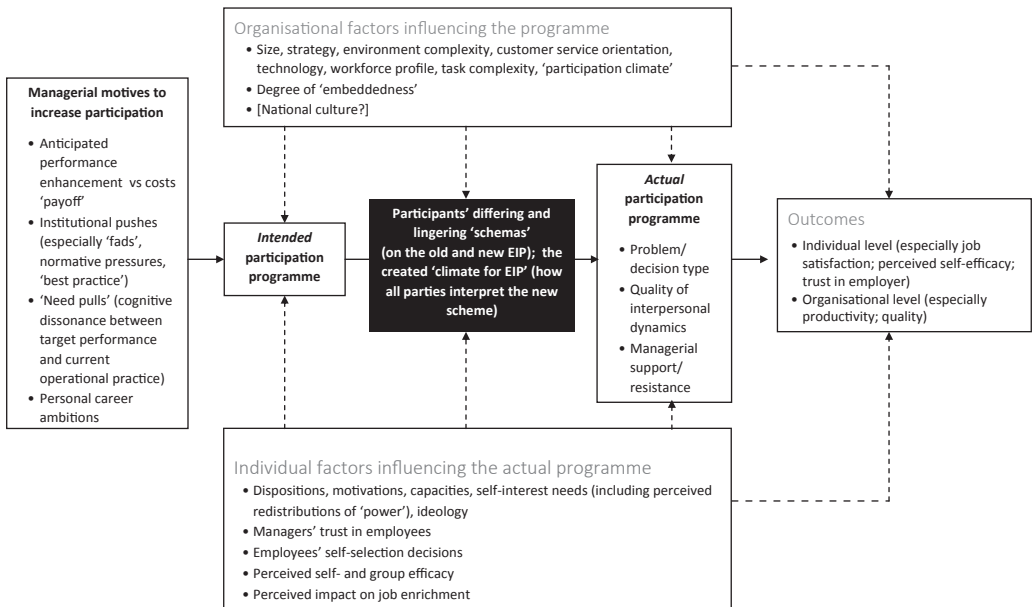 Organisational factors influencing the programme
• Size, strategy, environment complexity, customer service orientation,
technology, workforce profile, task complexity, ‘participation climate’
• Degree of ‘embeddedness’
• [National culture?]
Managerial motives to
increase participation
• Anticipated
performance
enhancement vs costs
‘payoff’
• Institutional pushes
(especially ‘fads’,
normative pressures,
‘best practice’)
• ‘Need pulls’ (cognitive
dissonance between
target performance
and current
operational practice)
• Personal career
ambitions
Intended
participation
programme
Participants’ differing and
lingering ‘schemas’
(on the old and new EIP); the
created ‘climate for EIP’ (how
all parties interpret the new
scheme)
Actual
participation
programme
• Problem/
decision type
• Quality of
interpersonal
dynamics
• Managerial
support/
resistance
Outcomes
• Individual level (especially job
satisfaction; perceived self-efficacy;
trust in employer)
• Organisational level (especially
productivity; quality)
Individual factors influencing the actual programme
• Dispositions, motivations, capacities, self-interest needs (including perceived
redistributions of ‘power’), ideology
• Managers’ trust in employees
• Employees’ self-selection decisions
• Perceived self- and group efficacy
• Perceived impact on job enrichment